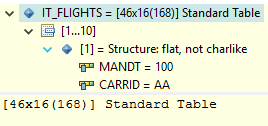 IT_FLIGHTS = [46x16(168)] Standard Table
[1...10]
[1] = Structure: flat, not charlike
MANDT = 100
CARRID = AA
[46x16(168)] Standard Table